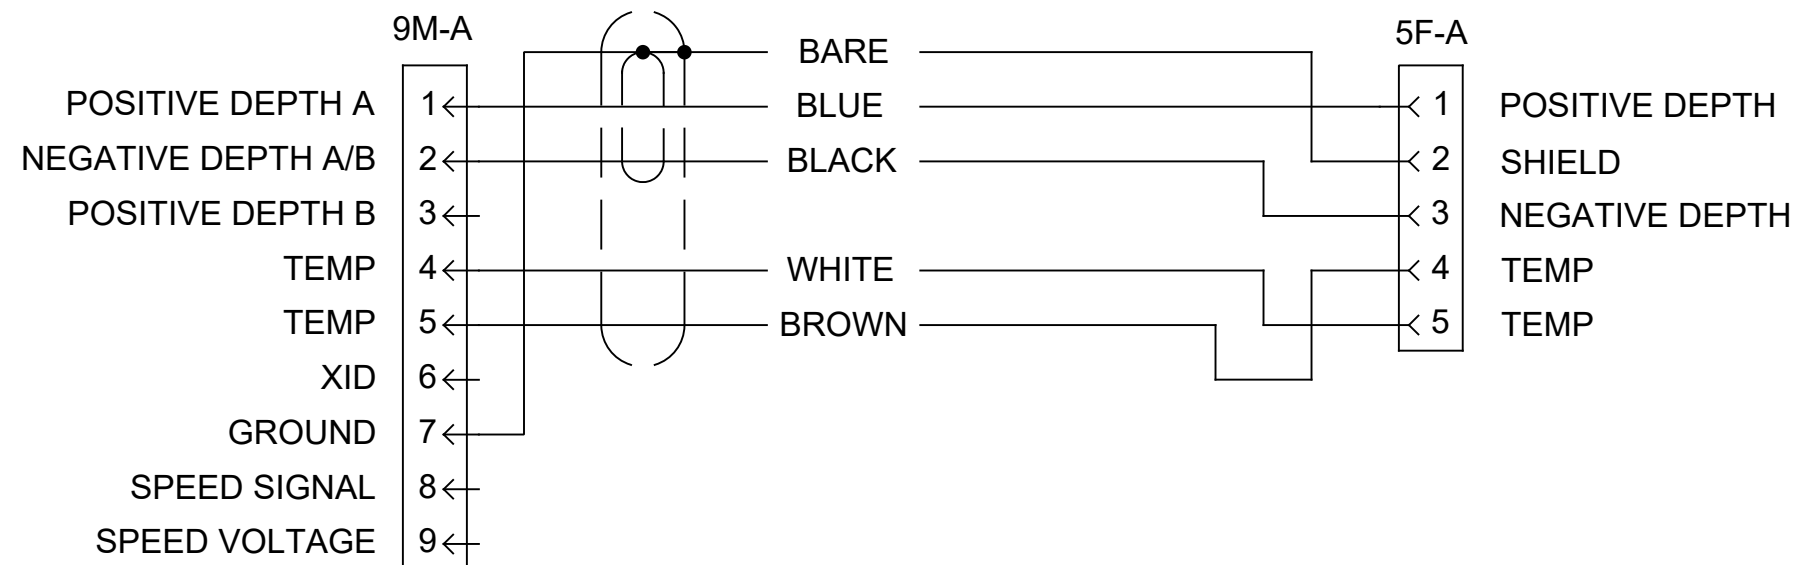 9M-A
5F-A
BARE
POSITIVE DEPTH A 1 BLUE 1 POSITIVE DEPTH
NEGATIVE DEPTH A/B 2 BLACK 2 SHIELD
POSITIVE DEPTH B 3 3 NEGATIVE DEPTH
TEMP 4 WHITE 4 TEMP
TEMP 5 BROWN 5 TEMP
XID 6
GROUND 7
SPEED SIGNAL 8
SPEED VOLTAGE 9